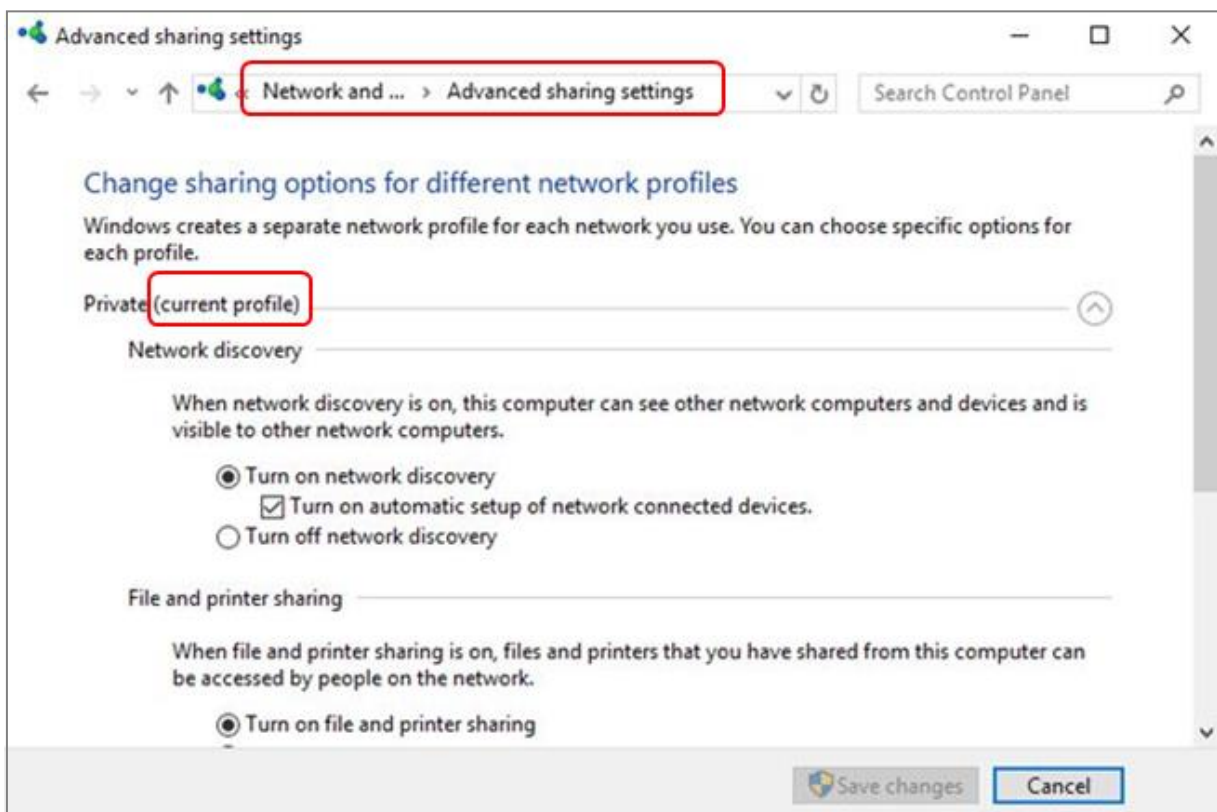 Advanced sharing settings
« Network and ... › Advanced sharing settings
Search Control Panel
Change sharing options for different network profiles
Windows creates a separate network profile for each network you use. You can choose specific options for
each profile.
Private (current profile)
Network discovery
When network discovery is on, this computer can see other network computers and devices and is
visible to other network computers.
Turn on network discovery
Turn on automatic setup of network connected devices.
Turn off network discovery
File and printer sharing
When file and printer sharing is on, files and printers that you have shared from this computer can
be accessed by people on the network.
Turn on file and printer sharing
Save changes
Cancel